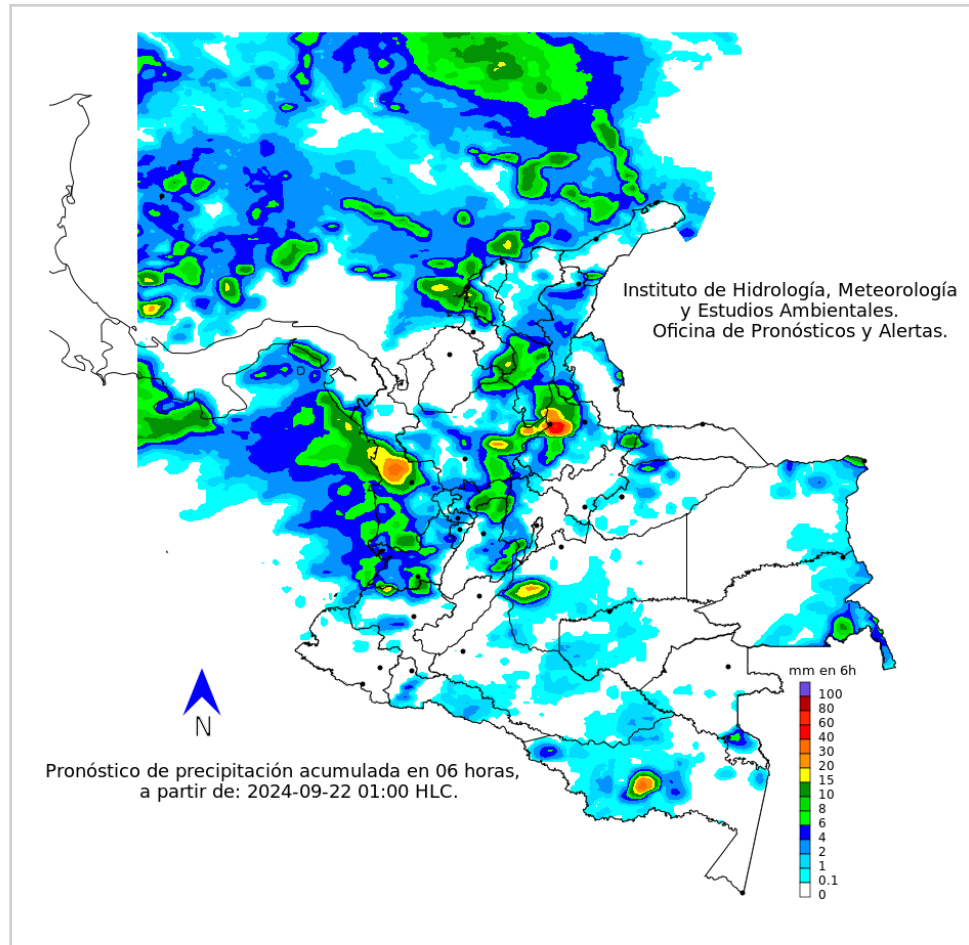 Instituto de Hidrología, Meteorología
y Estudios Ambientales.
Oficina de Pronósticos y Alertas.
mm en 6h
100
80
60
40
30
20
15
10
8
6
4
2
1
0.1
0
N
Pronóstico de precipitación acumulada en 06 horas,
a partir de: 2024-09-22 01:00 HLC.